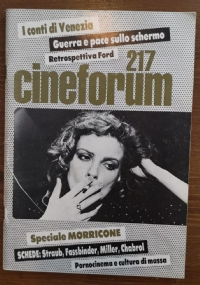 I conti di Venezia
Guerra e pace sullo schermo
Retrospettiva Ford
217
cineforum
Speciale MORRICONE
SCHEDE: Straub, Fassbinder, Miller, Chabrol
Pornocinema e cultura di massa